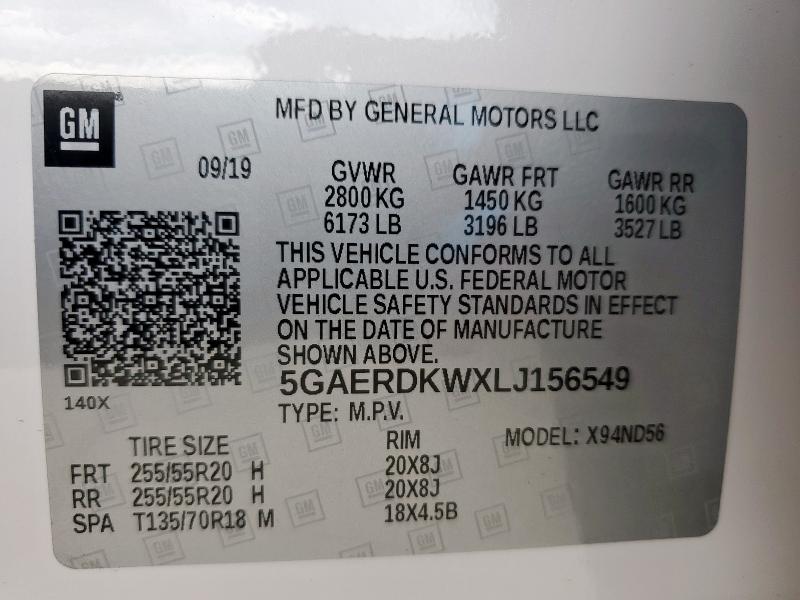 GM
MFD BY GENERAL MOTORS LLC
09/19
GVWR GAWR FRT GAWR RR
2800 KG 1450 KG 1600 KG
6173 LB 3196 LB 3527 LB
THIS VEHICLE CONFORMS TO ALL
APPLICABLE U.S. FEDERAL MOTOR
VEHICLE SAFETY STANDARDS IN EFFECT
ON THE DATE OF MANUFACTURE
SHOWN ABOVE.
5GAERDKWXLJ156549
140X
TYPE: M.P.V.
MODEL: X94ND56
TIRE SIZE RIM
FRT 255/55R20 H 20X8J
RR 255/55R20 H 20X8J
SPA T135/70R18 M 18X4.5B